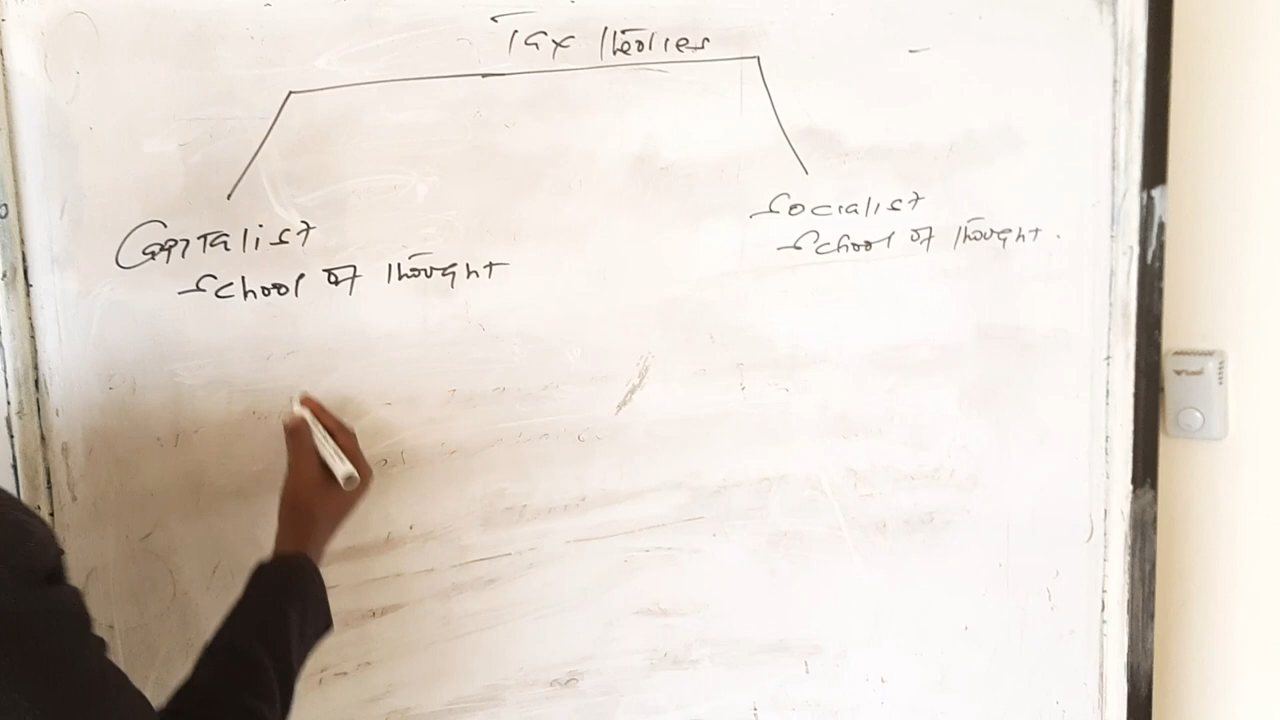 Tax Theories
Capitalist
School of thought
Socialist
School of thought.